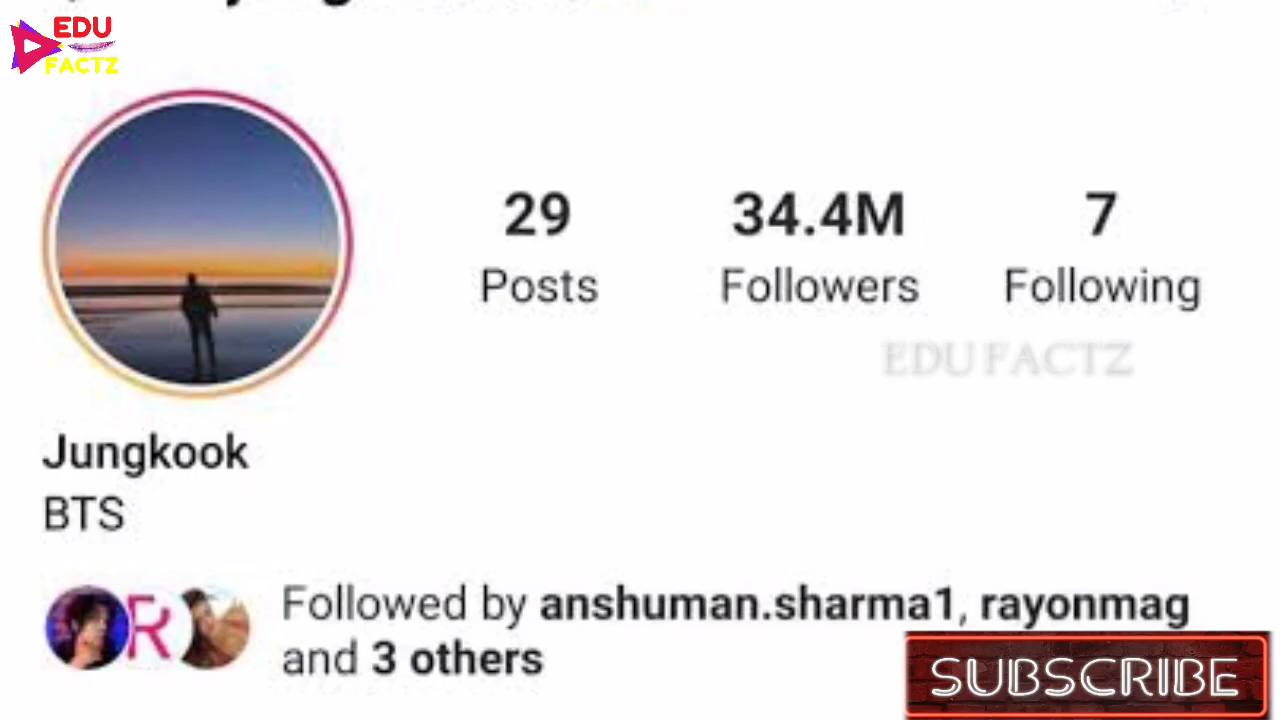 EDU
FACTZ
29 34.4M 7
Posts Followers Following
EDU FACTZ
Jungkook
BTS
R
Followed by anshuman.sharma1, rayonmag
and 3 others
SUBSCRIBE